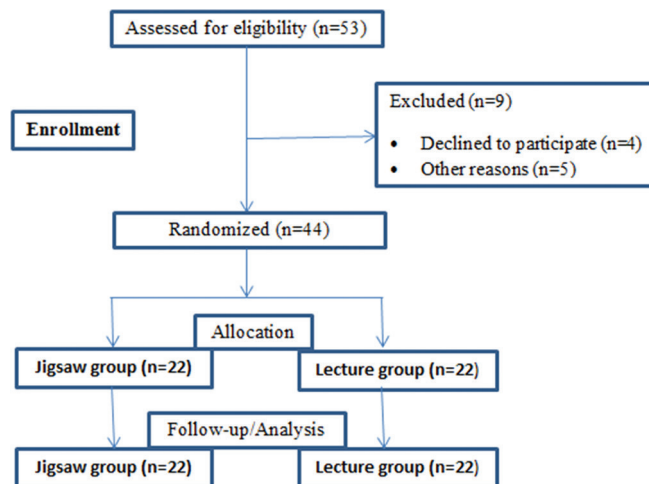 Assessed for eligibility (n=53)
Excluded (n=9)
Enrollment
• Declined to participate (n=4)
• Other reasons (n=5)
Randomized (n=44)
Allocation
Jigsaw group (n=22)
Lecture group (n=22)
Follow-up/Analysis
Jigsaw group (n=22)
Lecture group (n=22)